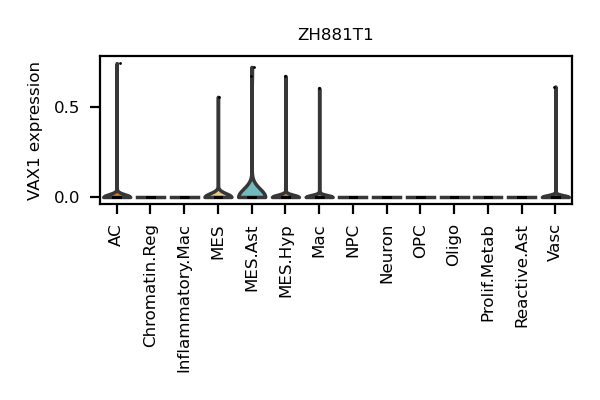 ZH881T1
VAX1 expression
0.5
0.0
AC
Chromatin.Reg
Inflammatory.Mac
MES
MES.Ast
MES.Hyp
Mac
NPC
Neuron
OPC
Oligo
Prolif.Metab
Reactive.Ast
Vasc